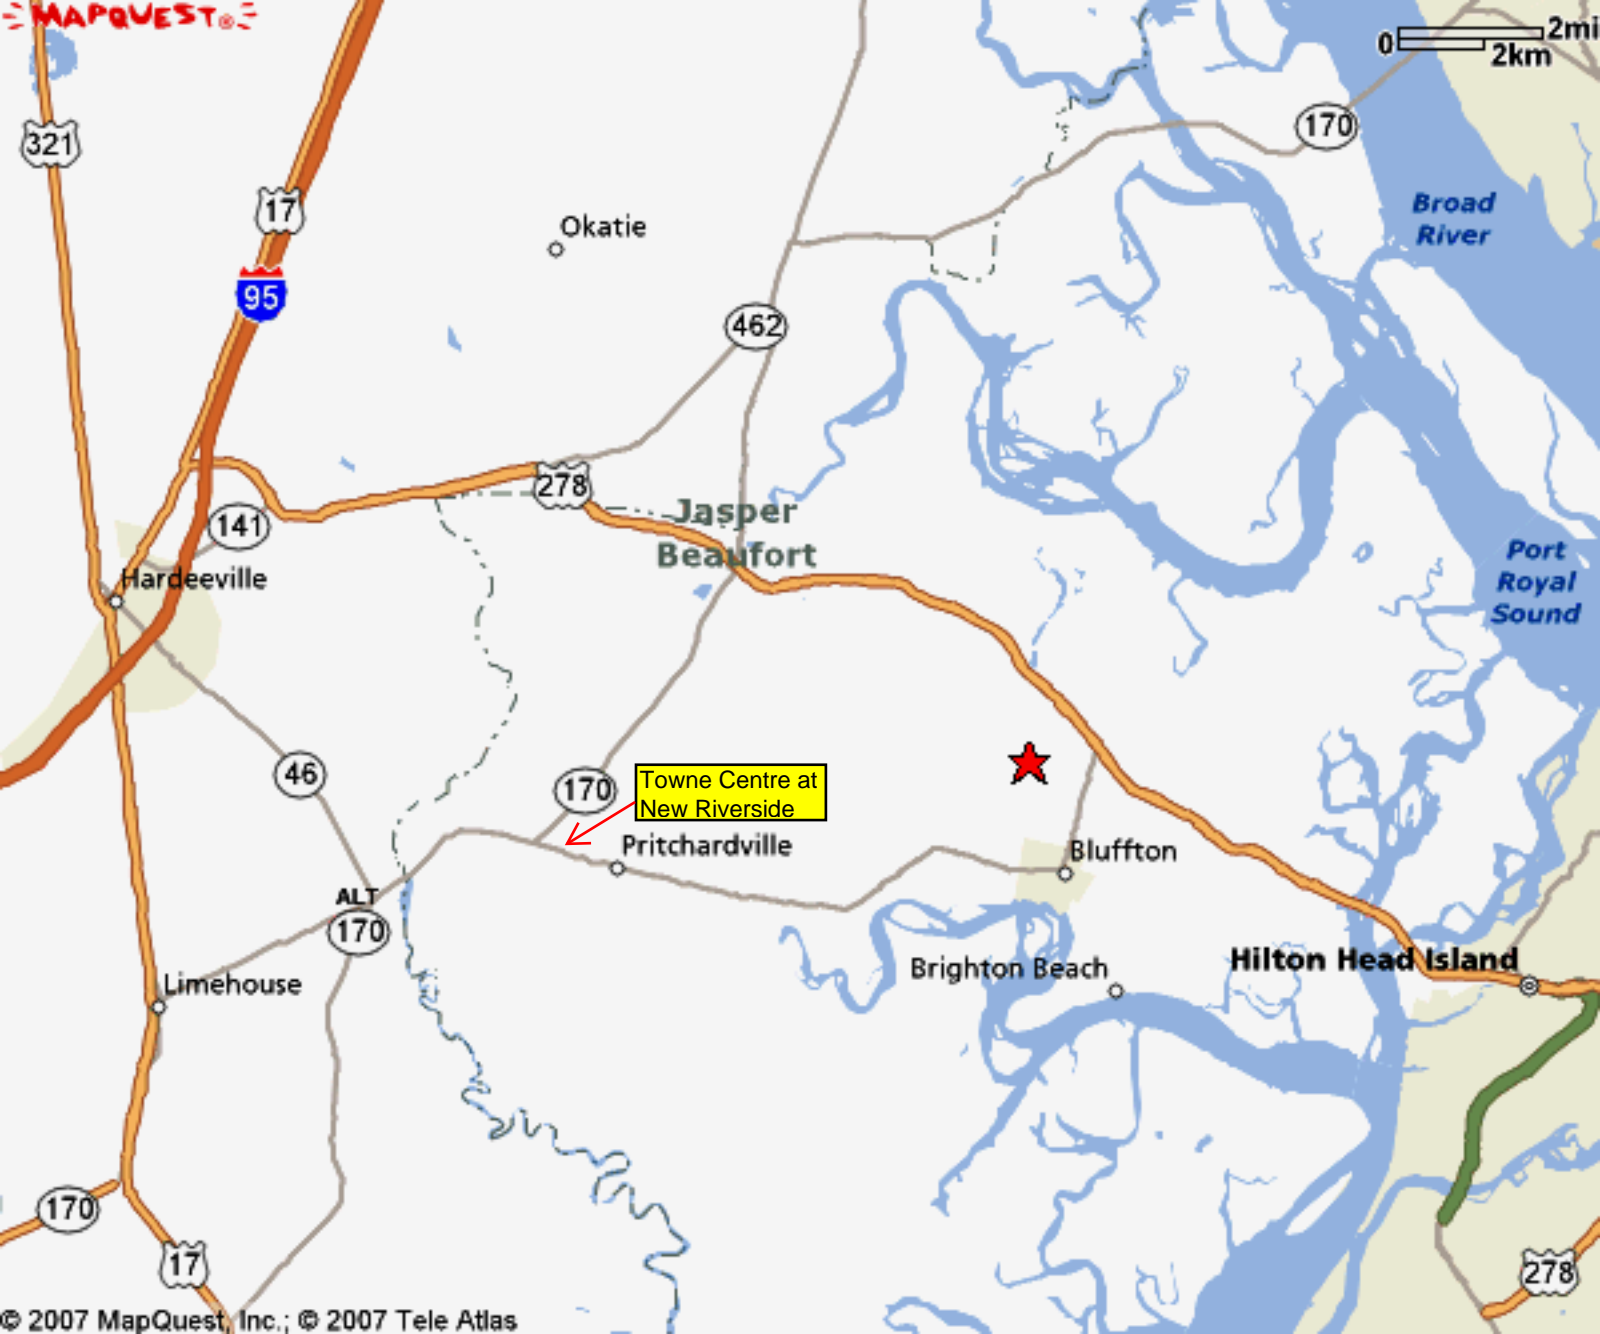 MAPQUEST®
0 2mi
2km
321
170
17
Broad
River
Okatie
95
462
278
141
Jasper
Beaufort
Port
Royal
Sound
Hardeeville
46
170
Towne Centre at
New Riverside
Pritchardville
Bluffton
ALT
170
Limehouse
Brighton Beach
Hilton Head Island
170
17
278
© 2007 MapQuest, Inc.; © 2007 Tele Atlas